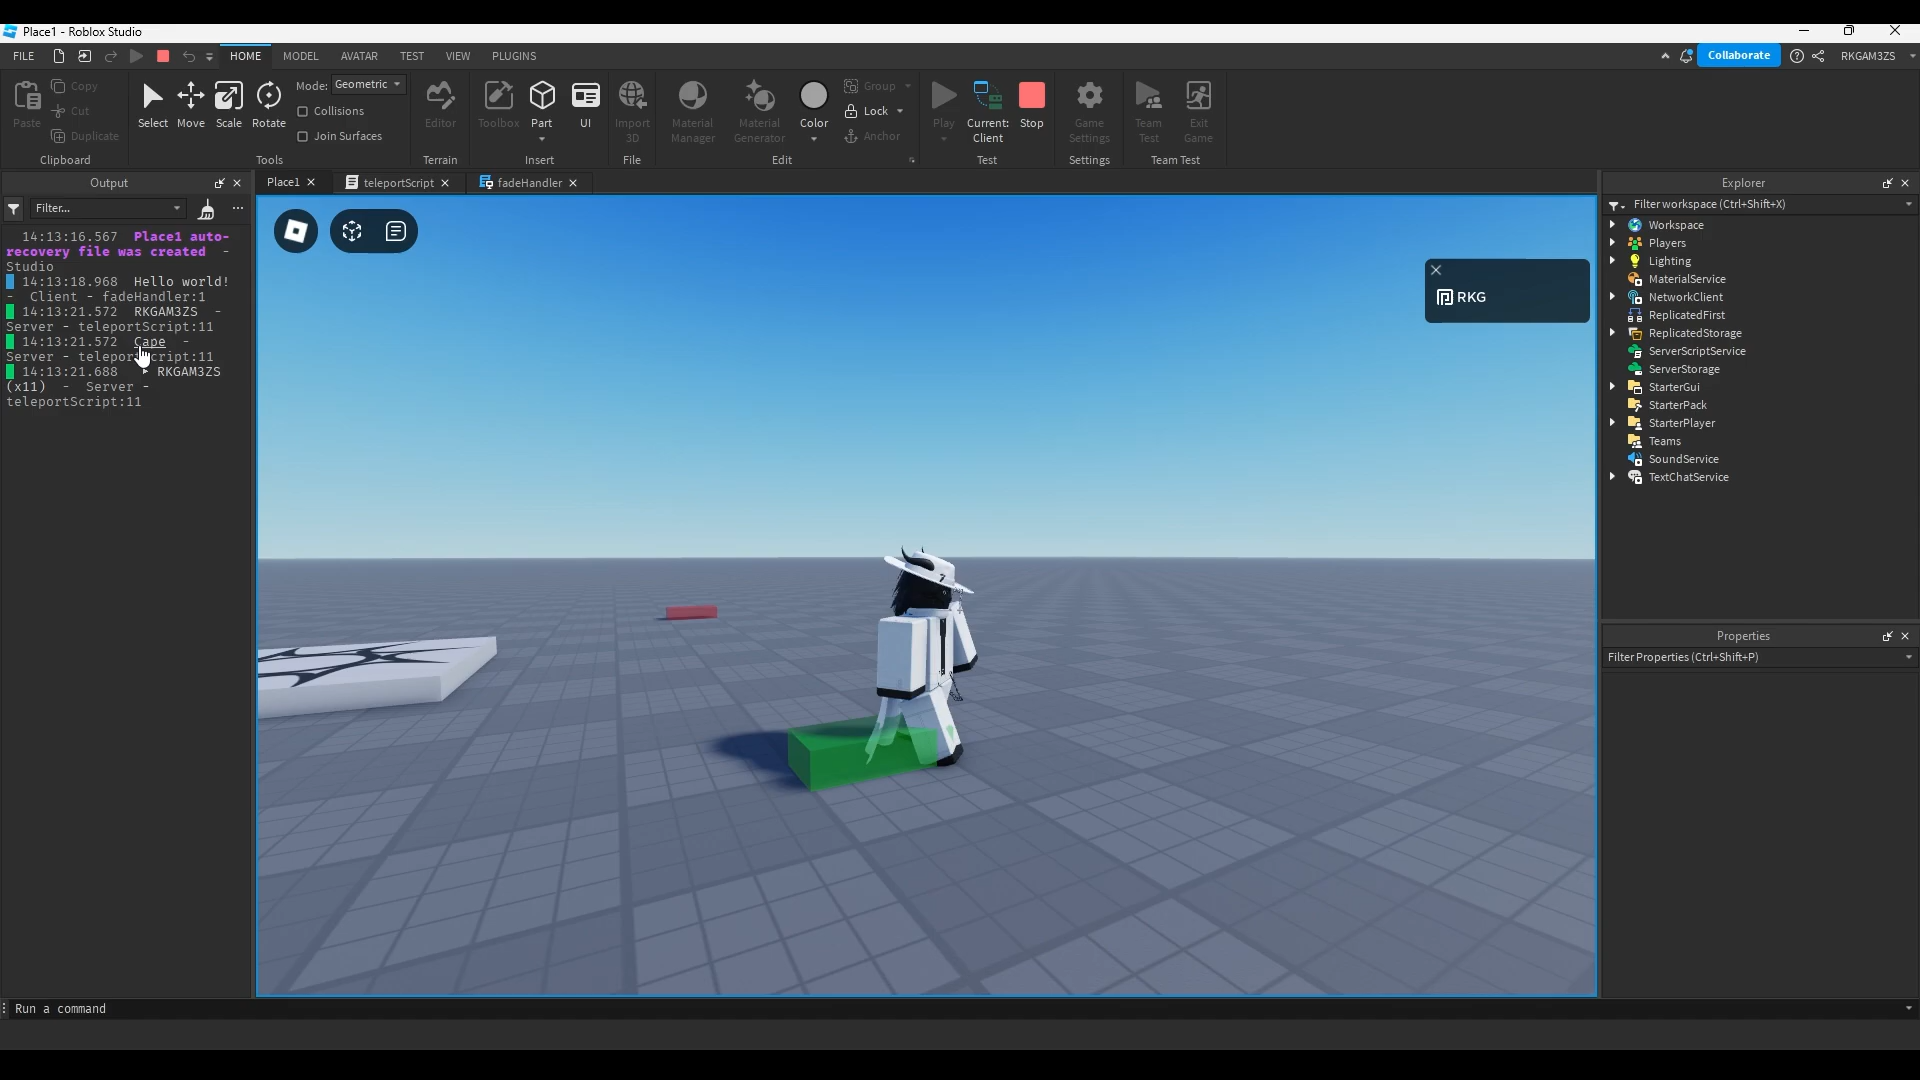 Place1 - Roblox Studio
FILE HOME MODEL AVATAR TEST VIEW PLUGINS Collaborate RKGAM3ZS
Paste Copy Cut Duplicate
Clipboard
Select Move Scale Rotate
Mode: Geometric
Collisions
Join Surfaces
Tools
Editor
Terrain
Toolbox Part UI
Insert
Import 3D
File
Material Manager
Material Generator
Color
Group
Lock
Anchor
Edit
Play
Current: Client
Stop
Test
Game Settings
Settings
Team Test
Exit Game
Team Test
Output
Filter...
14:13:16.567 Place1 auto-
recovery file was created -
Studio
14:13:18.968 Hello world!
- Client - fadeHandler:1
14:13:21.572 RKGAM3ZS -
Server - teleportScript:11
14:13:21.572 Cape -
Server - teleportScript:11
14:13:21.688 RKGAM3ZS
(x11) - Server -
teleportScript:11
Place1 teleportScript fadeHandler
RKG
7
Explorer
Filter workspace (Ctrl+Shift+X)
Workspace
Players
Lighting
MaterialService
NetworkClient
ReplicatedFirst
ReplicatedStorage
ServerScriptService
ServerStorage
StarterGui
StarterPack
StarterPlayer
Teams
SoundService
TextChatService
Properties
Filter Properties (Ctrl+Shift+P)
Run a command